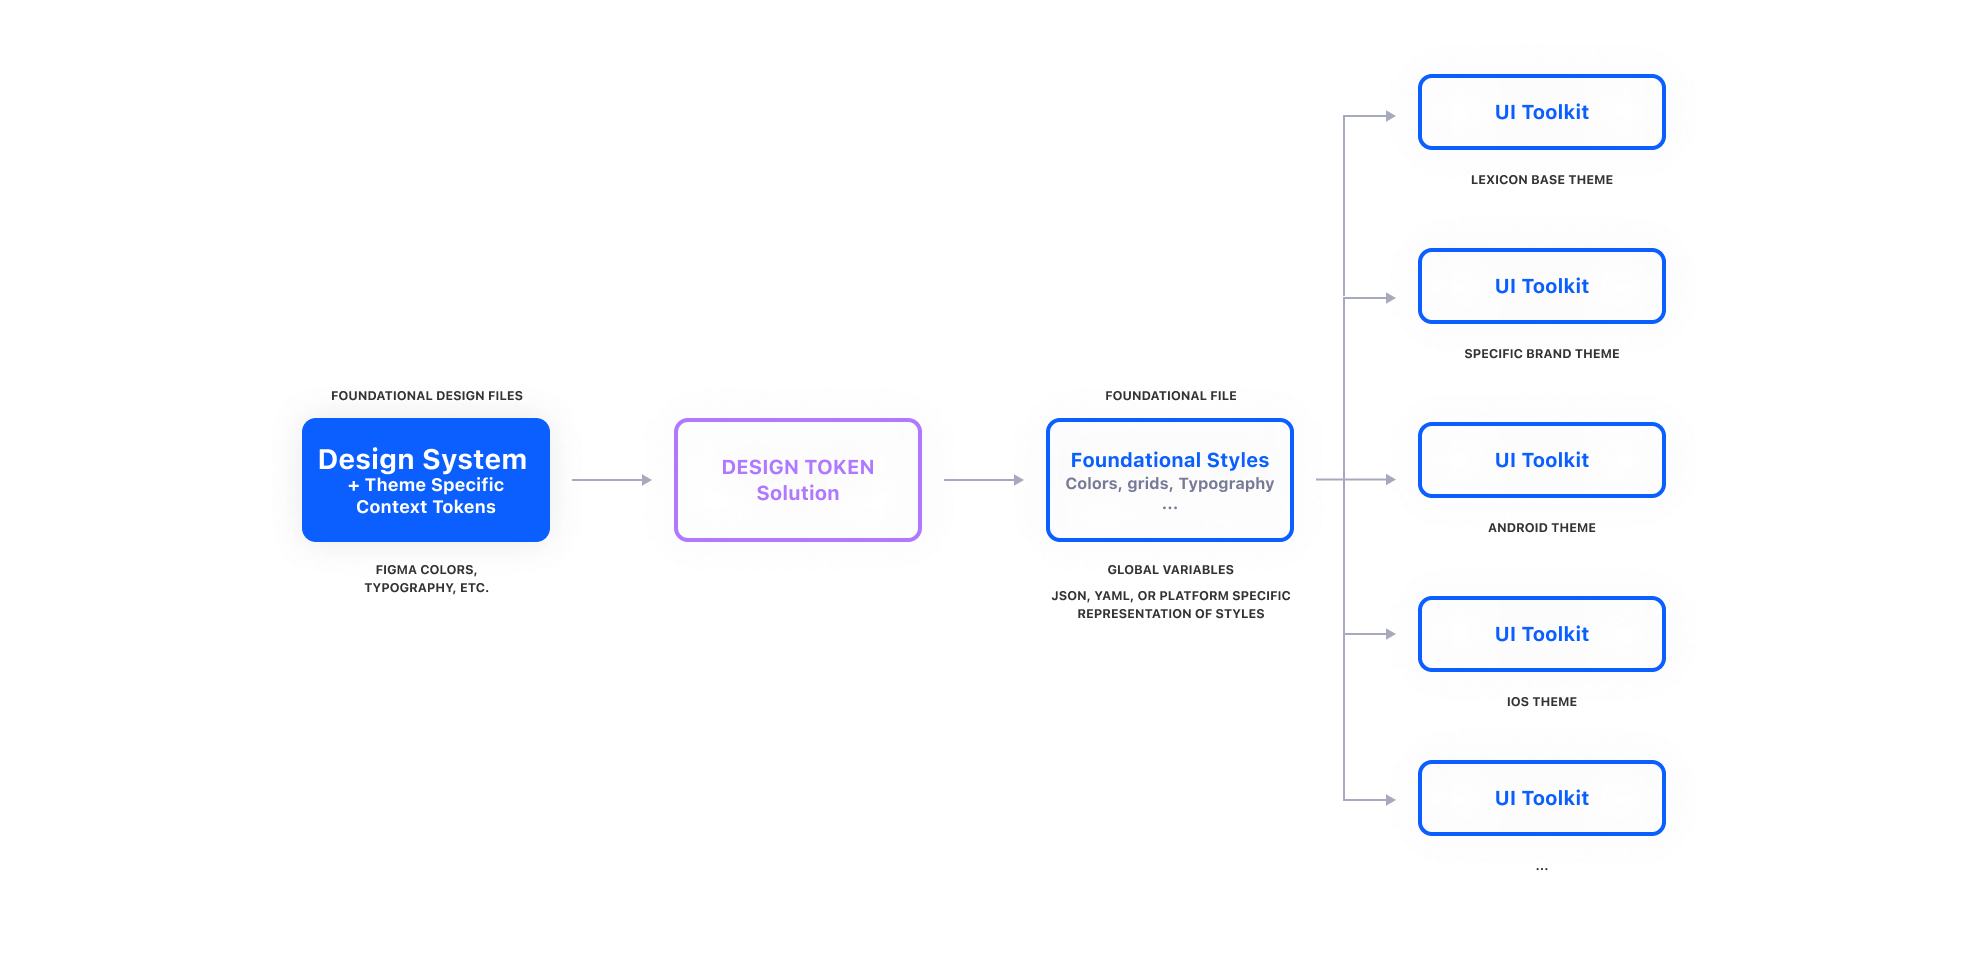 FOUNDATIONAL DESIGN FILES
Design System
+ Theme Specific
Context Tokens
FIGMA COLORS,
TYPOGRAPHY, ETC.
DESIGN TOKEN
Solution
FOUNDATIONAL FILE
Foundational Styles
Colors, grids, Typography
...
GLOBAL VARIABLES
JSON, YAML, OR PLATFORM SPECIFIC
REPRESENTATION OF STYLES
UI Toolkit
LEXICON BASE THEME
UI Toolkit
SPECIFIC BRAND THEME
UI Toolkit
ANDROID THEME
UI Toolkit
IOS THEME
UI Toolkit
...